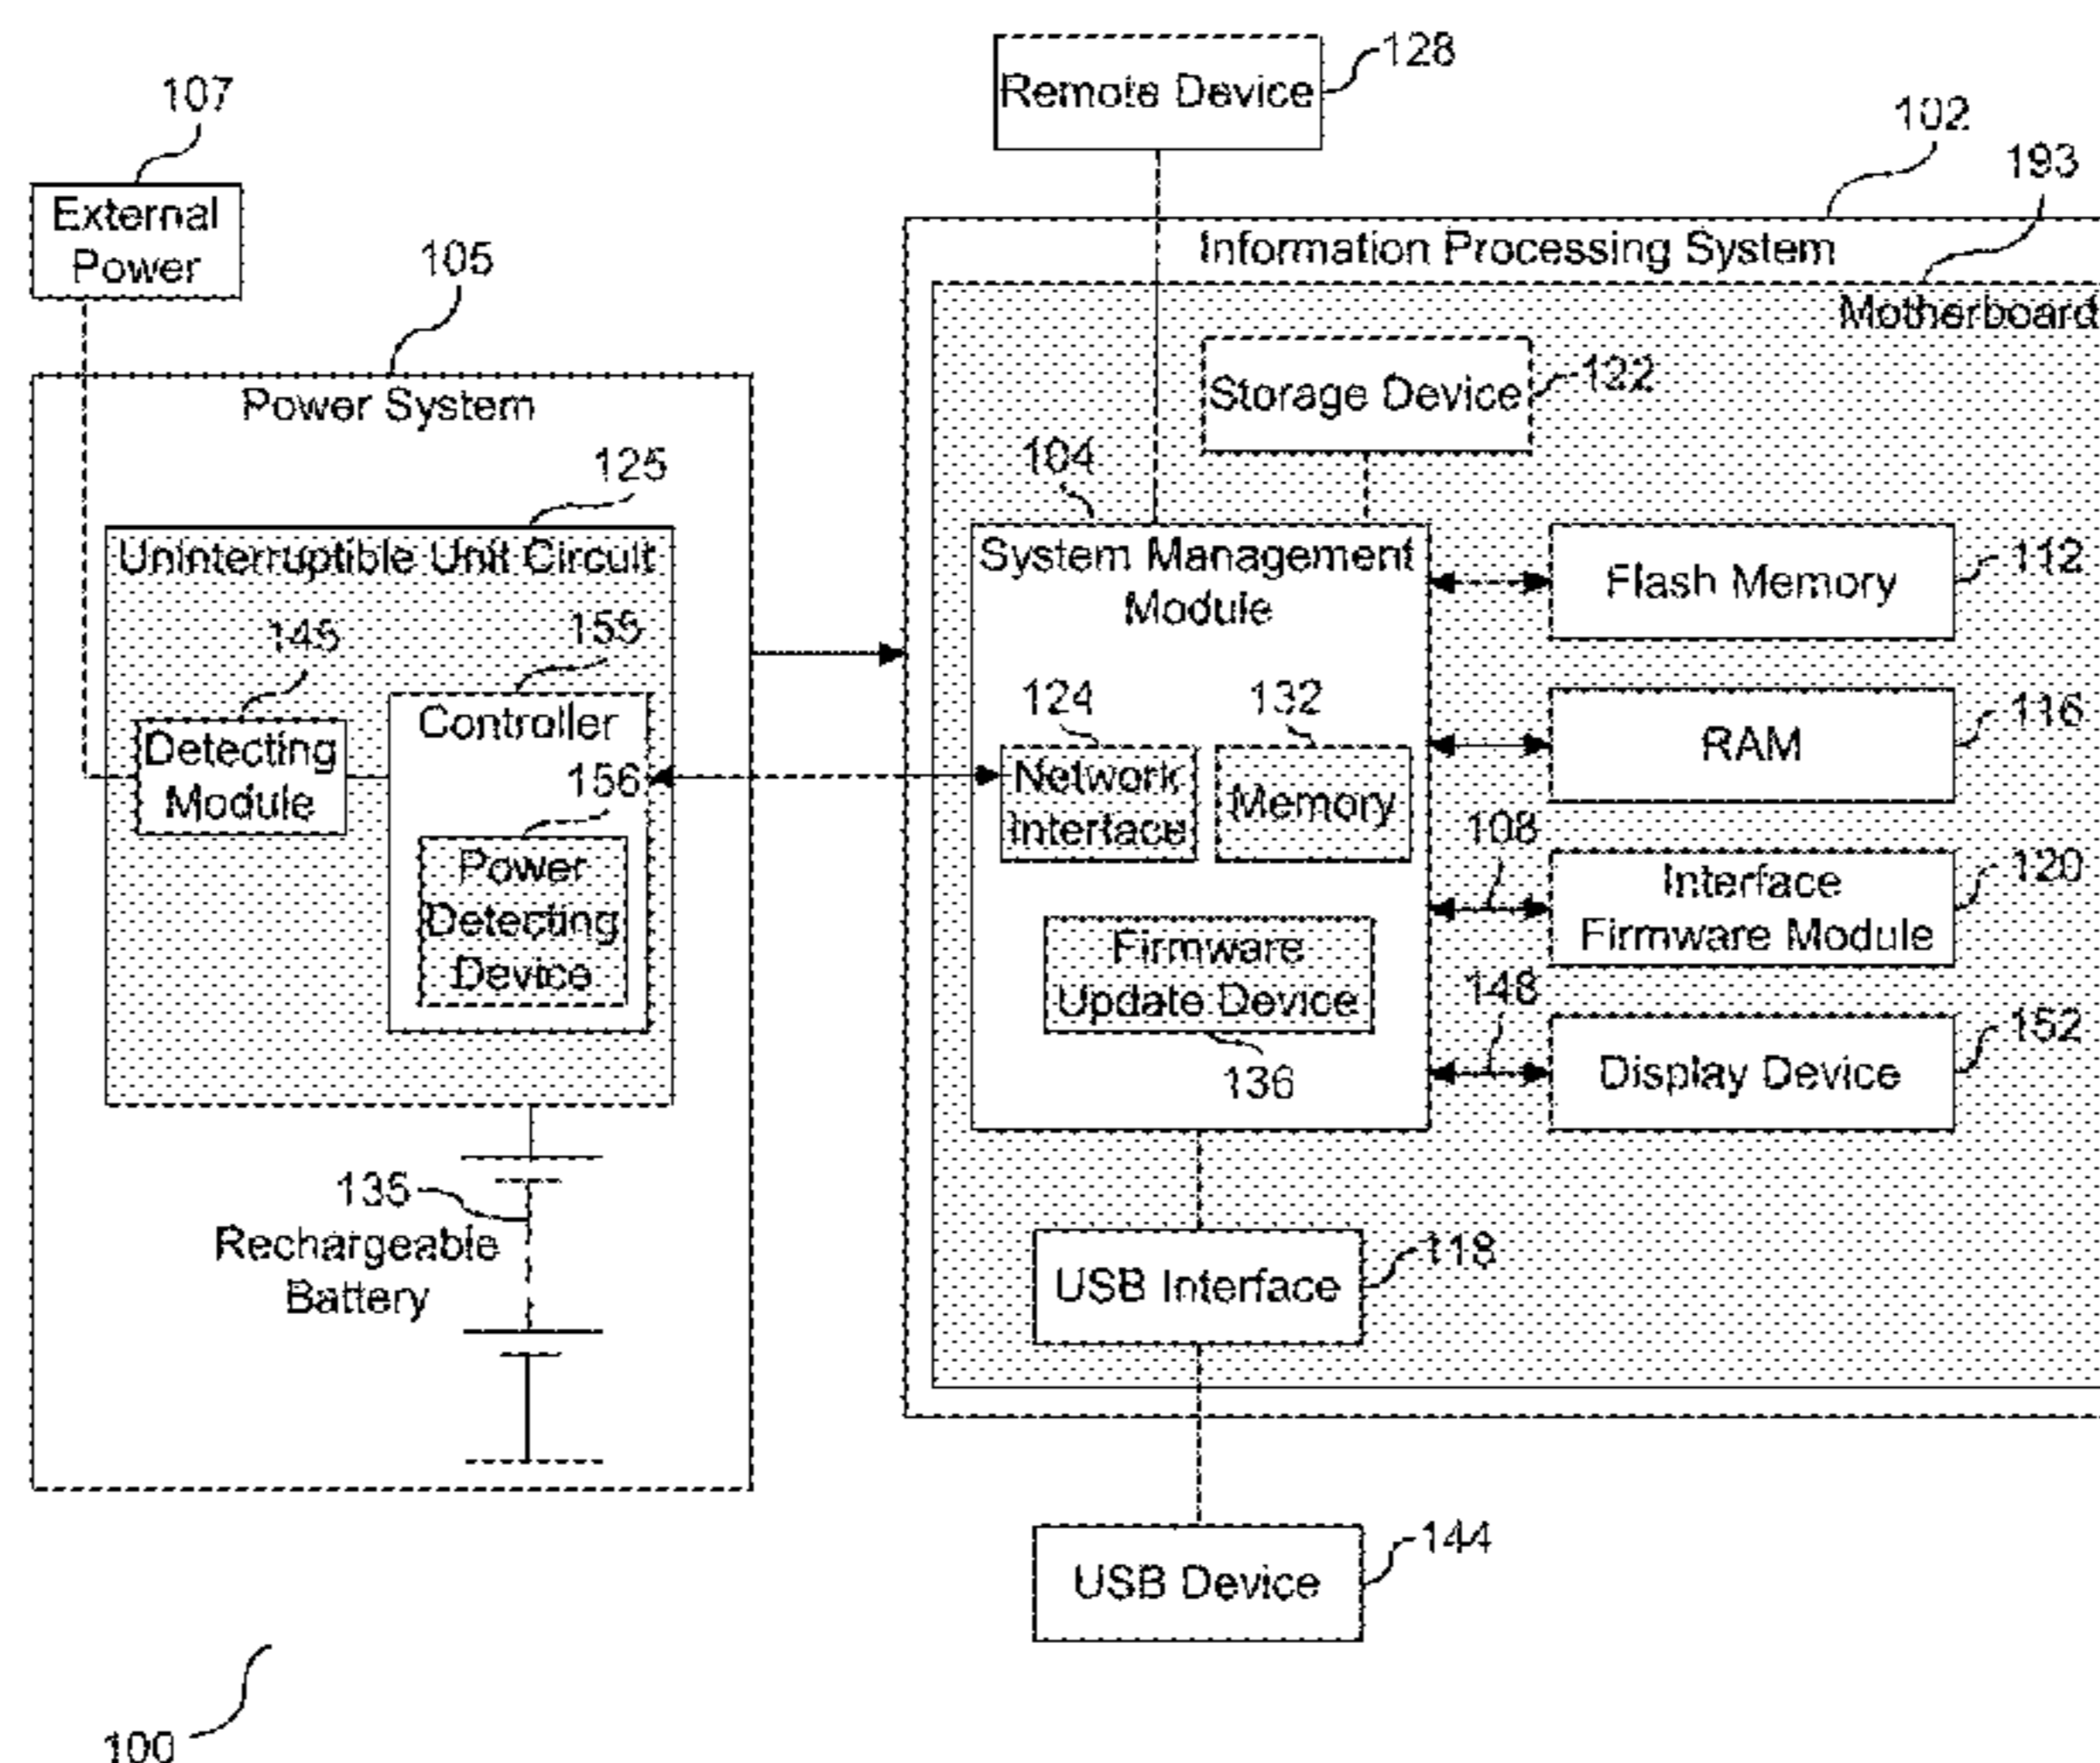 128
Remote Device
107
102
193
External
Power
105
Information Processing System
Motherboard
Power System
Storage Device
122
104
125
Uninterruptible Unit Circuit
System Management
Module
Flash Memory
112
145
155
Controller
124
132
RAM
116
Detecting
Module
156
Network
Interface
Memory
108
Power
Detecting
Device
Interface
Firmware Module
120
Firmware
Update Device
148
136
Display Device
152
135
Rechargeable
Battery
USB Interface
118
USB Device
144
100